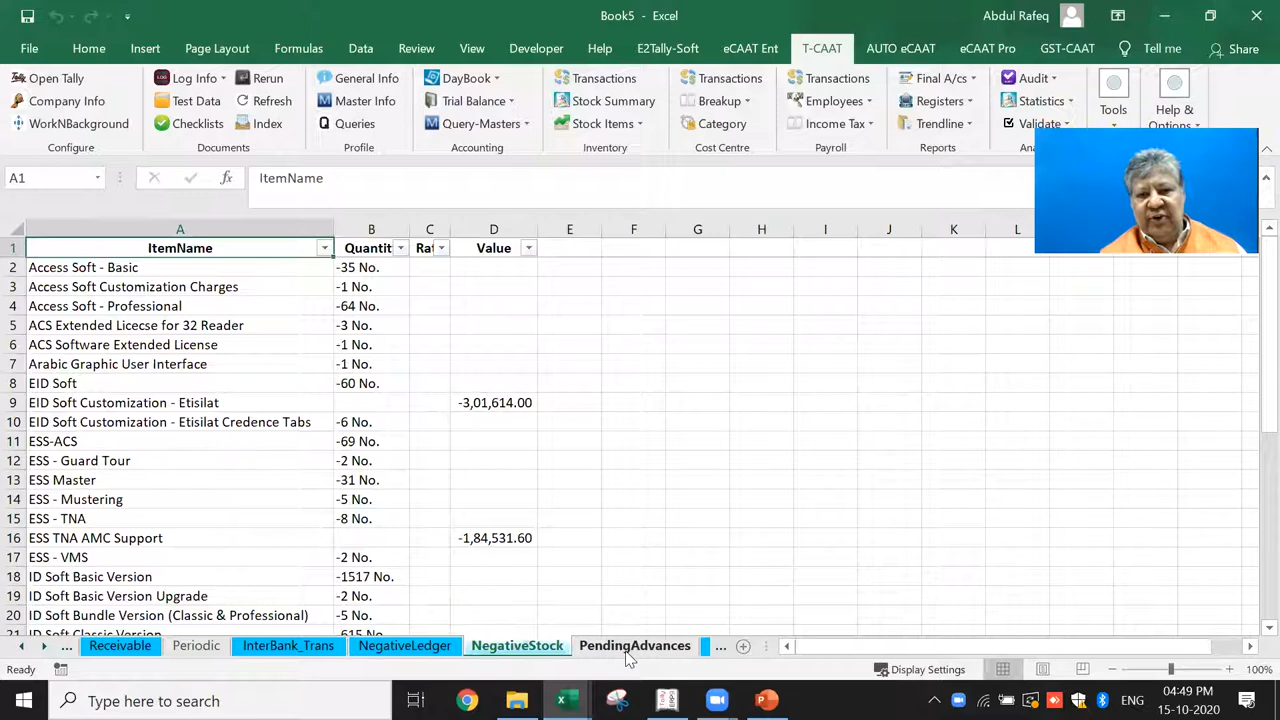 Book5 - Excel
Abdul Rafeq
File Home Insert Page Layout Formulas Data Review View Developer Help E2Tally-Soft eCAAT Ent T-CAAT AUTO eCAAT eCAAT Pro GST-CAAT Tell me Share
Open Tally Log Info Rerun General Info DayBook Transactions Transactions Transactions Final A/cs Audit
Company Info Test Data Refresh Master Info Trial Balance Stock Summary Breakup Employees Registers Statistics Tools Help &
WorkNBackground Checklists Index Queries Query-Masters Stock Items Category Income Tax Trendline Validate Options
Configure Documents Profile Accounting Inventory Cost Centre Payroll Reports
A1 fx ItemName
A B C D E F G H I J K L
1 ItemName Quantit Rat Value
2 Access Soft - Basic -35 No.
3 Access Soft Customization Charges -1 No.
4 Access Soft - Professional -64 No.
5 ACS Extended Licecse for 32 Reader -3 No.
6 ACS Software Extended License -1 No.
7 Arabic Graphic User Interface -1 No.
8 EID Soft -60 No.
9 EID Soft Customization - Etisilat -3,01,614.00
10 EID Soft Customization - Etisilat Credence Tabs -6 No.
11 ESS-ACS -69 No.
12 ESS - Guard Tour -2 No.
13 ESS Master -31 No.
14 ESS - Mustering -5 No.
15 ESS - TNA -8 No.
16 ESS TNA AMC Support -1,84,531.60
17 ESS - VMS -2 No.
18 ID Soft Basic Version -1517 No.
19 ID Soft Basic Version Upgrade -2 No.
20 ID Soft Bundle Version (Classic & Professional) -5 No.
21 ID Soft Classic Version -615 No.
... Receivable Periodic InterBank_Trans NegativeLedger NegativeStock PendingAdvances ...
Ready Display Settings 100%
Type here to search ENG 04:49 PM
15-10-2020